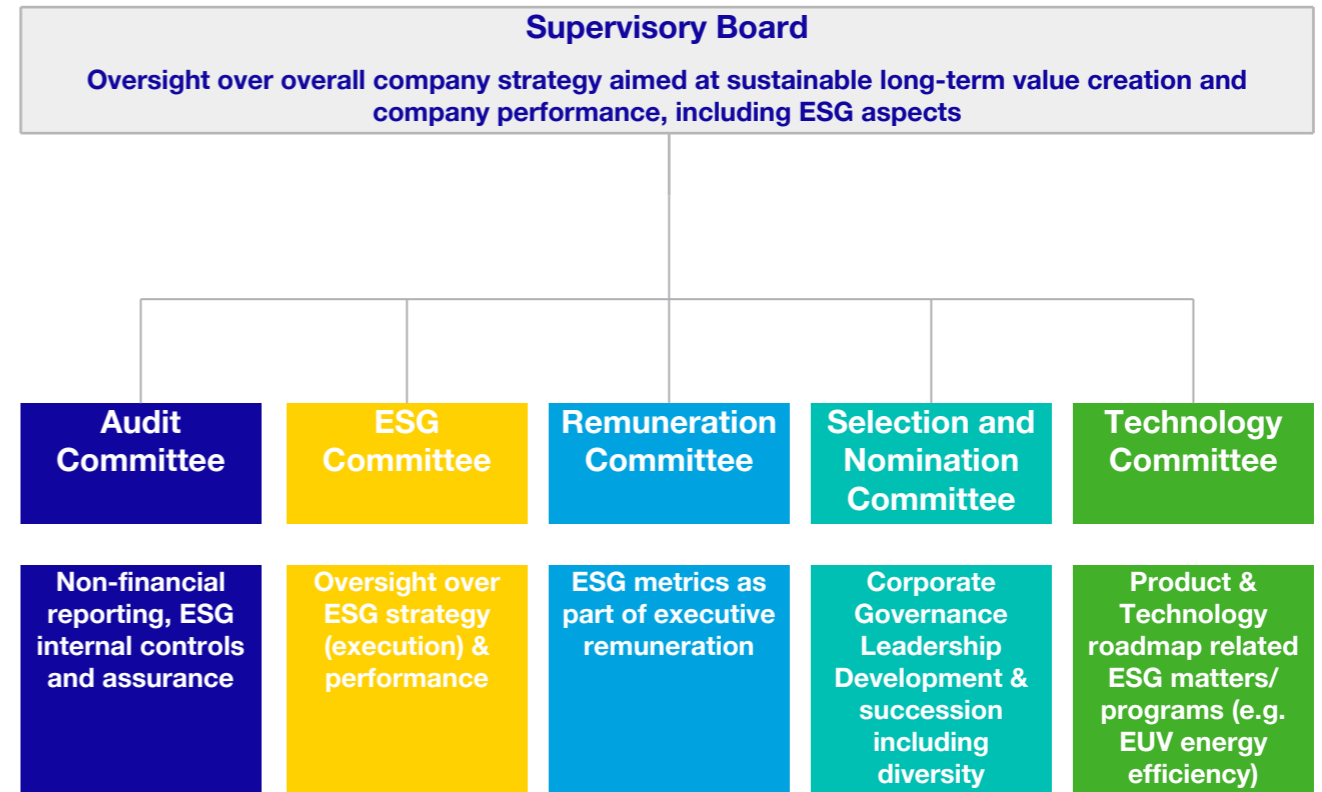 Supervisory Board
Oversight over overall company strategy aimed at sustainable long-term value creation and
company performance, including ESG aspects
Audit
Committee
ESG
Committee
Remuneration
Committee
Selection and
Nomination
Committee
Technology
Committee
Non-financial
reporting, ESG
internal controls
and assurance
Oversight over
ESG strategy
(execution) &
performance
ESG metrics as
part of executive
remuneration
Corporate
Governance
Leadership
Development &
succession
including
diversity
Product &
Technology
roadmap related
ESG matters/
programs (e.g.
EUV energy
efficiency)